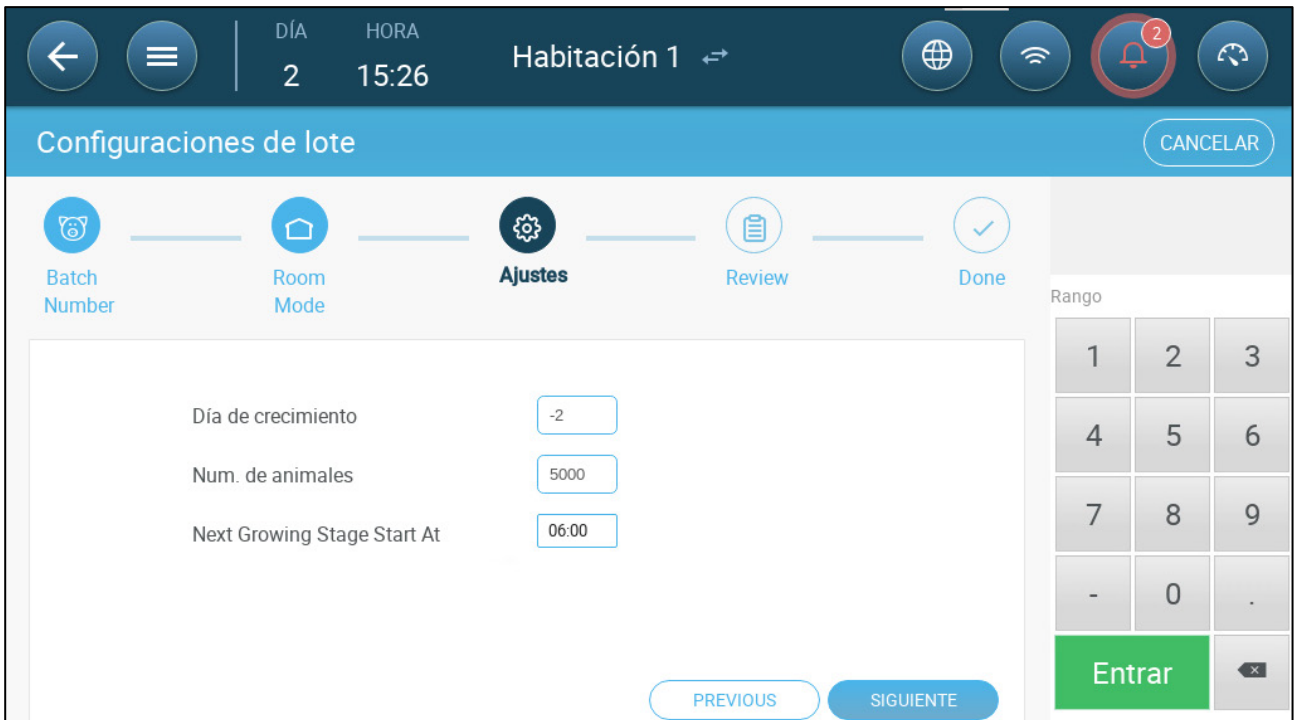 DÍA
HORA
2
15:26
Habitación 1
2
Configuraciones de lote
CANCELAR
Batch
Number
Room
Mode
Ajustes
Review
Done
Día de crecimiento
-2
Num. de animales
5000
Next Growing Stage Start At
06:00
PREVIOUS
SIGUIENTE
Rango
1 2 3
4 5 6
7 8 9
- 0 .
Entrar